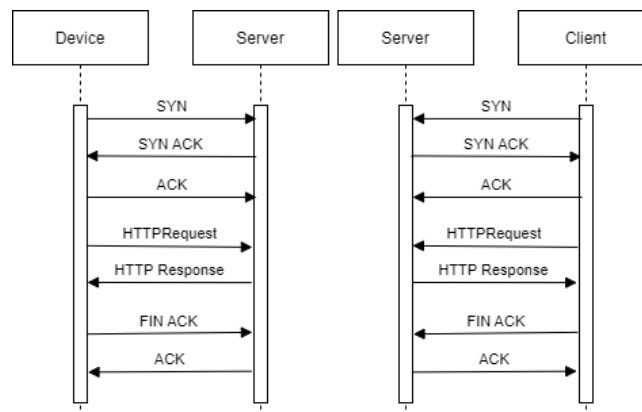 Device
Server
Server
Client
SYN
SYN
SYN ACK
SYN ACK
ACK
ACK
HTTPRequest
HTTPRequest
HTTP Response
HTTP Response
FIN ACK
FIN ACK
ACK
ACK